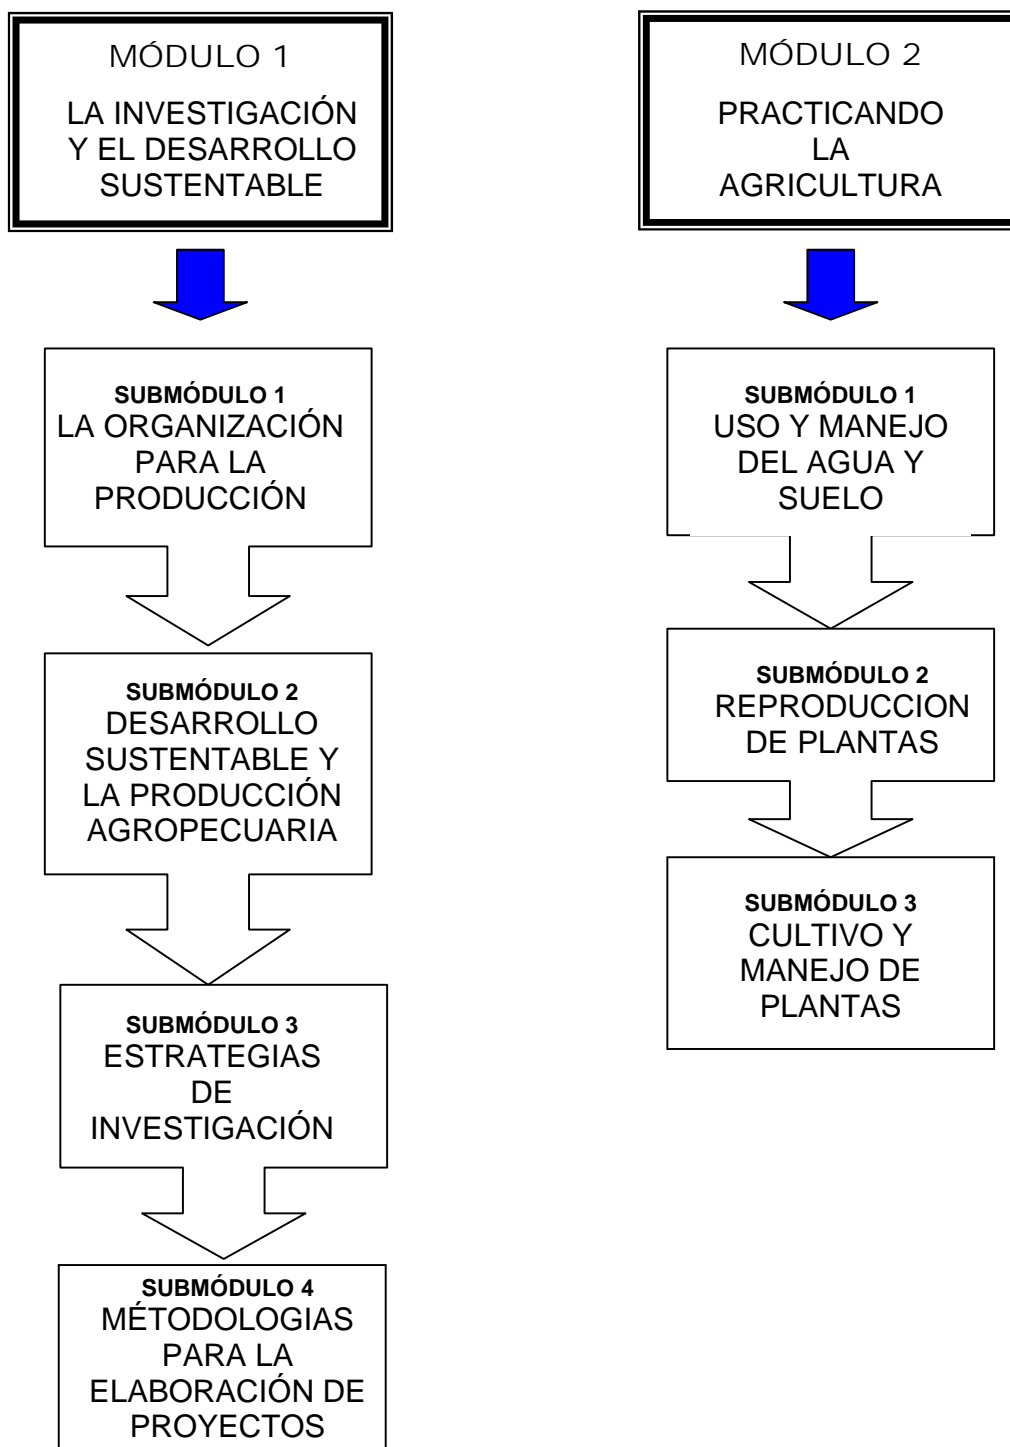 MÓDULO 1
LA INVESTIGACIÓN
Y EL DESARROLLO
SUSTENTABLE
SUBMÓDULO 1
LA ORGANIZACIÓN
PARA LA
PRODUCCIÓN
SUBMÓDULO 2
DESARROLLO
SUSTENTABLE Y
LA PRODUCCIÓN
AGROPECUARIA
SUBMÓDULO 3
ESTRATEGIAS
DE
INVESTIGACIÓN
SUBMÓDULO 4
MÉTODOLOGIAS
PARA LA
ELABORACIÓN DE
PROYECTOS
MÓDULO 2
PRACTICANDO
LA
AGRICULTURA
SUBMÓDULO 1
USO Y MANEJO
DEL AGUA Y
SUELO
SUBMÓDULO 2
REPRODUCCION
DE PLANTAS
SUBMÓDULO 3
CULTIVO Y
MANEJO DE
PLANTAS